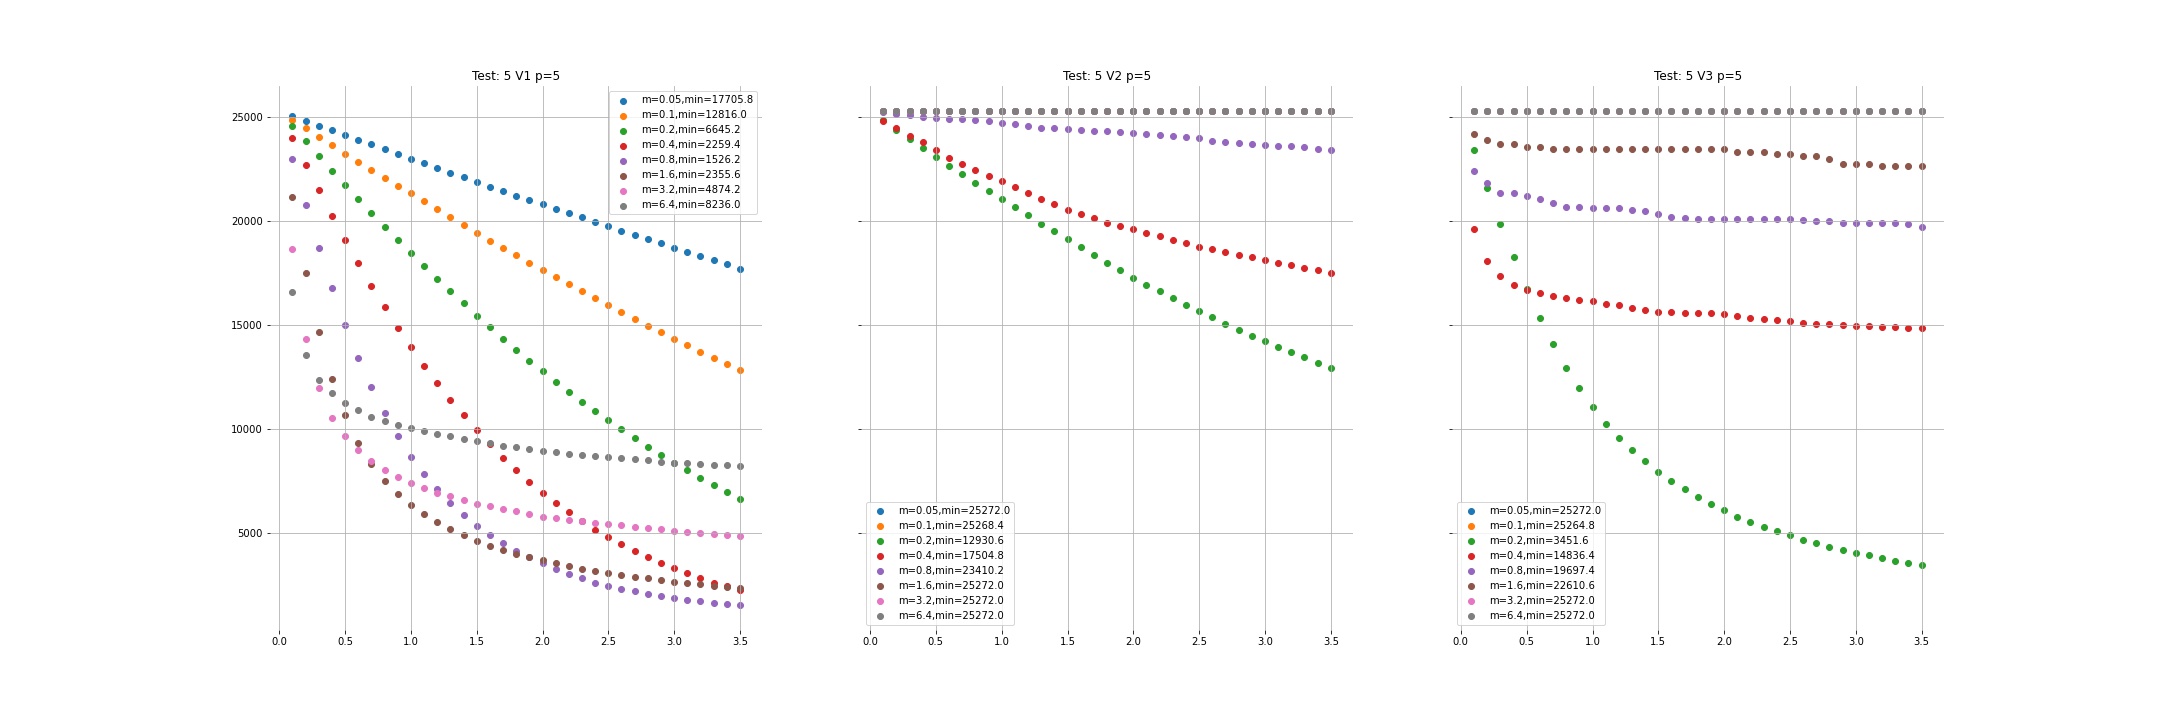 Test: 5 V1 p=5
25000
20000
15000
10000
5000
0.0 0.5 1.0 1.5 2.0 2.5 3.0 3.5
m=0.05,min=17705.8
m=0.1,min=12816.0
m=0.2,min=6645.2
m=0.4,min=2259.4
m=0.8,min=1526.2
m=1.6,min=2355.6
m=3.2,min=4874.2
m=6.4,min=8236.0
Test: 5 V2 p=5
m=0.05,min=25272.0
m=0.1,min=25268.4
m=0.2,min=12930.6
m=0.4,min=17504.8
m=0.8,min=23410.2
m=1.6,min=25272.0
m=3.2,min=25272.0
m=6.4,min=25272.0
0.0 0.5 1.0 1.5 2.0 2.5 3.0 3.5
Test: 5 V3 p=5
m=0.05,min=25272.0
m=0.1,min=25264.8
m=0.2,min=3451.6
m=0.4,min=14836.4
m=0.8,min=19697.4
m=1.6,min=22610.6
m=3.2,min=25272.0
m=6.4,min=25272.0
0.0 0.5 1.0 1.5 2.0 2.5 3.0 3.5